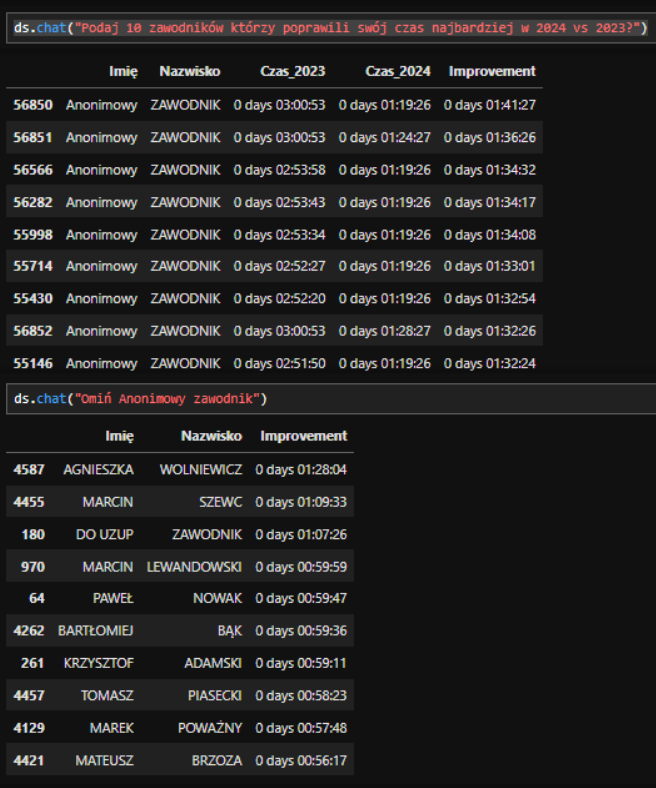 ds.chat("Podaj 10 zawodników którzy poprawili swój czas najbardziej w 2024 vs 2023?")
Imię Nazwisko Czas_2023 Czas_2024 Improvement
56850 Anonimowy ZAWODNIK 0 days 03:00:53 0 days 01:19:26 0 days 01:41:27
56851 Anonimowy ZAWODNIK 0 days 03:00:53 0 days 01:24:27 0 days 01:36:26
56566 Anonimowy ZAWODNIK 0 days 02:53:58 0 days 01:19:26 0 days 01:34:32
56282 Anonimowy ZAWODNIK 0 days 02:53:43 0 days 01:19:26 0 days 01:34:17
55998 Anonimowy ZAWODNIK 0 days 02:53:34 0 days 01:19:26 0 days 01:34:08
55714 Anonimowy ZAWODNIK 0 days 02:52:27 0 days 01:19:26 0 days 01:33:01
55430 Anonimowy ZAWODNIK 0 days 02:52:20 0 days 01:19:26 0 days 01:32:54
56852 Anonimowy ZAWODNIK 0 days 03:00:53 0 days 01:28:27 0 days 01:32:26
55146 Anonimowy ZAWODNIK 0 days 02:51:50 0 days 01:19:26 0 days 01:32:24
ds.chat("Omiń Anonimowy zawodnik")
Imię Nazwisko Improvement
4587 AGNIESZKA WOLNIEWICZ 0 days 01:28:04
4455 MARCIN SZEWC 0 days 01:09:33
180 DO UZUP ZAWODNIK 0 days 01:07:26
970 MARCIN LEWANDOWSKI 0 days 00:59:59
64 PAWEŁ NOWAK 0 days 00:59:47
4262 BARTŁOMIEJ BĄK 0 days 00:59:36
261 KRZYSZTOF ADAMSKI 0 days 00:59:11
4457 TOMASZ PIASECKI 0 days 00:58:23
4129 MAREK POWAŻNY 0 days 00:57:48
4421 MATEUSZ BRZOZA 0 days 00:56:17